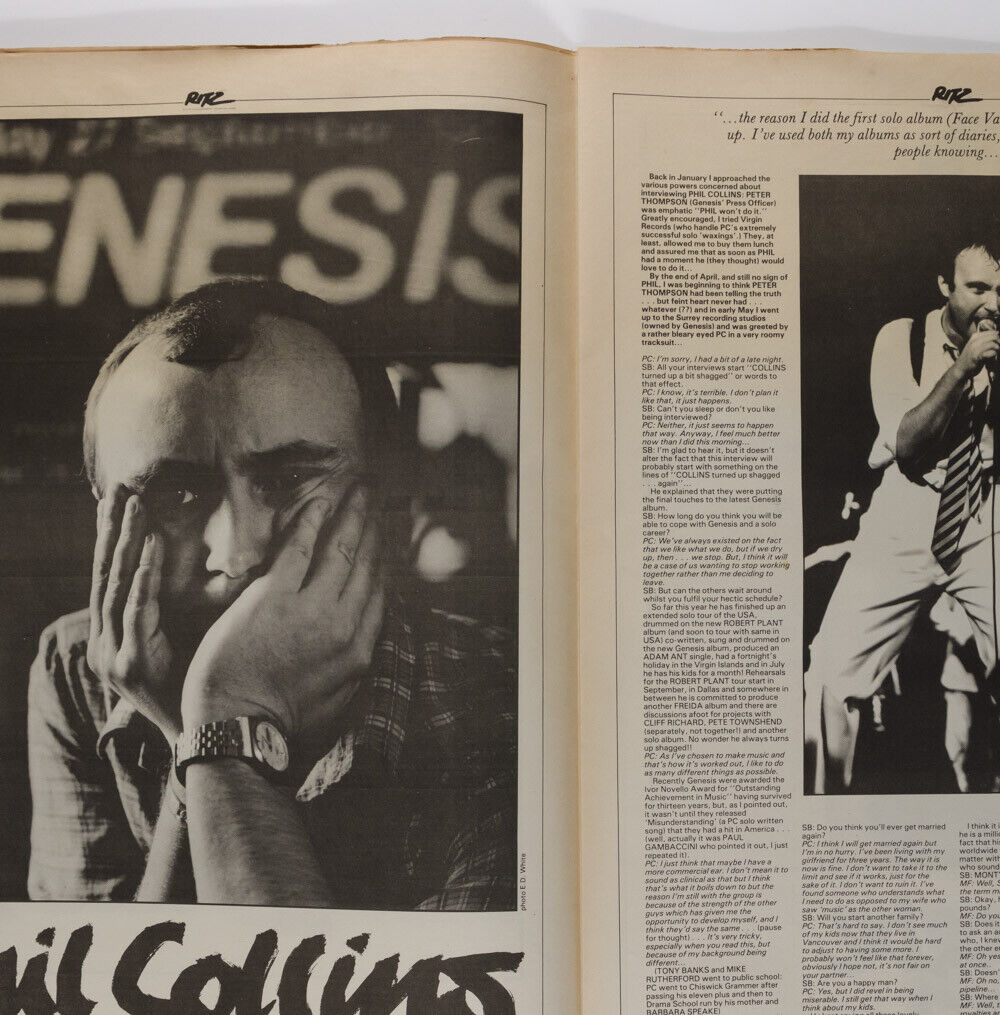 RITZ
GENESIS
photo E.D. White
Phil Collins
RITZ
"...the reason I did the first solo album (Face Va
up. I've used both my albums as sort of diaries,
people knowing...
Back in January I approached the
various powers concerned about
interviewing PHIL COLLINS: PETER
THOMPSON (Genesis' Press Officer)
was emphatic "PHIL won't do it."
Greatly encouraged, I tried Virgin
Records (who handle PC's extremely
successful solo 'waxings'.) They, at
least, allowed me to buy them lunch
and assured me that as soon as PHIL
had a moment he (they thought) would
love to do it...
By the end of April, and still no sign of
PHIL, I was beginning to think PETER
THOMPSON had been telling the truth
. . . but feint heart never had . . .
whatever (??) and in early May I went
up to the Surrey recording studios
(owned by Genesis) and was greeted by
a rather bleary eyed PC in a very roomy
tracksuit...
PC: I'm sorry, I had a bit of a late night.
SB: All your interviews start "COLLINS
turned up a bit shagged" or words to
that effect.
PC: I know, it's terrible. I don't plan it
like that, it just happens.
SB: Can't you sleep or don't you like
being interviewed?
PC: Neither, it just seems to happen
that way. Anyway, I feel much better
now than I did this morning...
SB: I'm glad to hear it, but it doesn't
alter the fact that this interview will
probably start with something on the
lines of "COLLINS turned up shagged
. . . again"...
He explained that they were putting
the final touches to the latest Genesis
album.
SB: How long do you think you will be
able to cope with Genesis and a solo
career?
PC: We've always existed on the fact
that we like what we do, but if we dry
up, then . . . we stop. But, I think it will
be a case of us wanting to stop working
together rather than me deciding to
leave.
SB: But can the others wait around
whilst you fulfil your hectic schedule?
So far this year he has finished up an
extended solo tour of the USA,
drummed on the new ROBERT PLANT
album (and soon to tour with same in
USA) co-written, sung and drummed on
the new Genesis album, produced an
ADAM ANT single, had a fortnight's
holiday in the Virgin Islands and in July
he has his kids for a month! Rehearsals
for the ROBERT PLANT tour start in
September, in Dallas and somewhere in
between he is committed to produce
another FREIDA album and there are
discussions afoot for projects with
CLIFF RICHARD, PETE TOWNSHEND
(separately, not together!) and another
solo album. No wonder he always turns
up shagged!!
PC: As I've chosen to make music and
that's how it's worked out, I like to do
as many different things as possible.
Recently Genesis were awarded the
Ivor Novello Award for "Outstanding
Achievement in Music" having survived
for thirteen years, but, as I pointed out,
it wasn't until they released
'Misunderstanding' (a PC solo written
song) that they had a hit in America . . .
(well, actually it was PAUL
GAMBACCINI who pointed it out, I just
repeated it).
PC: I just think that maybe I have a
more commercial ear. I don't mean it to
sound as clinical as that but I think
that's what it boils down to but the
reason I'm still with the group is
because of the strength of the other
guys which has given me the
opportunity to develop myself, and I
think they'd say the same . . . (pause
for thought) . . . It's very tricky,
especially when you read this, but
because of my background being
different...
(TONY BANKS and MIKE
RUTHERFORD went to public school:
PC went to Chiswick Grammer after
passing his eleven plus and then to
Drama School run by his mother and
BARBARA SPEAKE)
SB: Do you think you'll ever get married
again?
PC: I think I will get married again but
I'm in no hurry. I've been living with my
girlfriend for three years. The way it is
now is fine. I don't want to take it to the
limit and see if it works, just for the
sake of it. I don't want to ruin it. I've
found someone who understands what
I need to do as opposed to my wife who
saw 'music' as the other woman.
SB: Will you start another family?
PC: That's hard to say. I don't see much
of my kids now that they live in
Vancouver and I think it would be hard
to adjust to having some more. I
probably won't feel like that forever,
obviously I hope not, it's not fair on
your partner...
SB: Are you a happy man?
PC: Yes, but I did revel in being
miserable. I still get that way when I
think about my kids.
I think it i
he is a milli
fact that his
worldwide
matter with
who sound
SB: MONT
MF: Well, S
the term m
SB: Okay, h
pounds?
MF: Do you
SB: Does it
to ask an a
who, I knew
the other e
MF: Oh yes
at once..
SB: Doesn'
MF: Oh no,
pipeline...
SB: Where
MF: Well, t